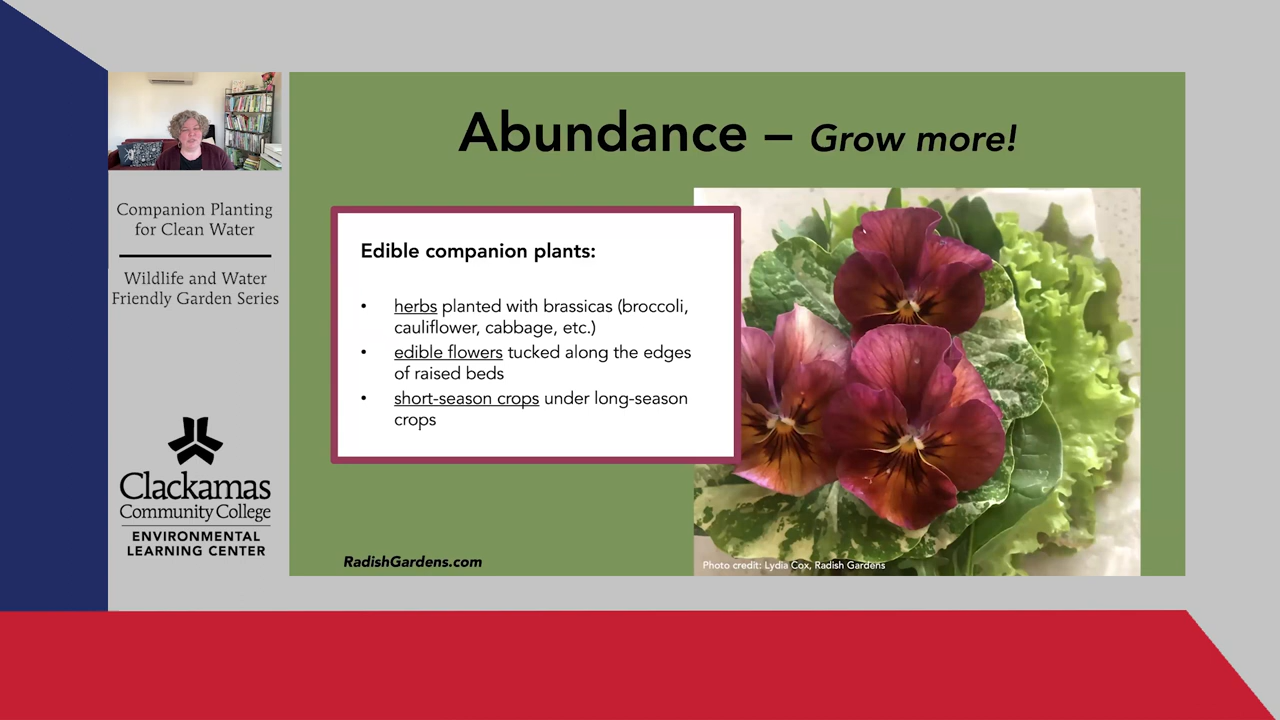 Abundance – Grow more!
Companion Planting
for Clean Water
Wildlife and Water
Friendly Garden Series
Clackamas
Community College
ENVIRONMENTAL
LEARNING CENTER
Edible companion plants:
• herbs planted with brassicas (broccoli,
cauliflower, cabbage, etc.)
• edible flowers tucked along the edges
of raised beds
• short-season crops under long-season
crops
RadishGardens.com
Photo credit: Lydia Cox, Radish Gardens